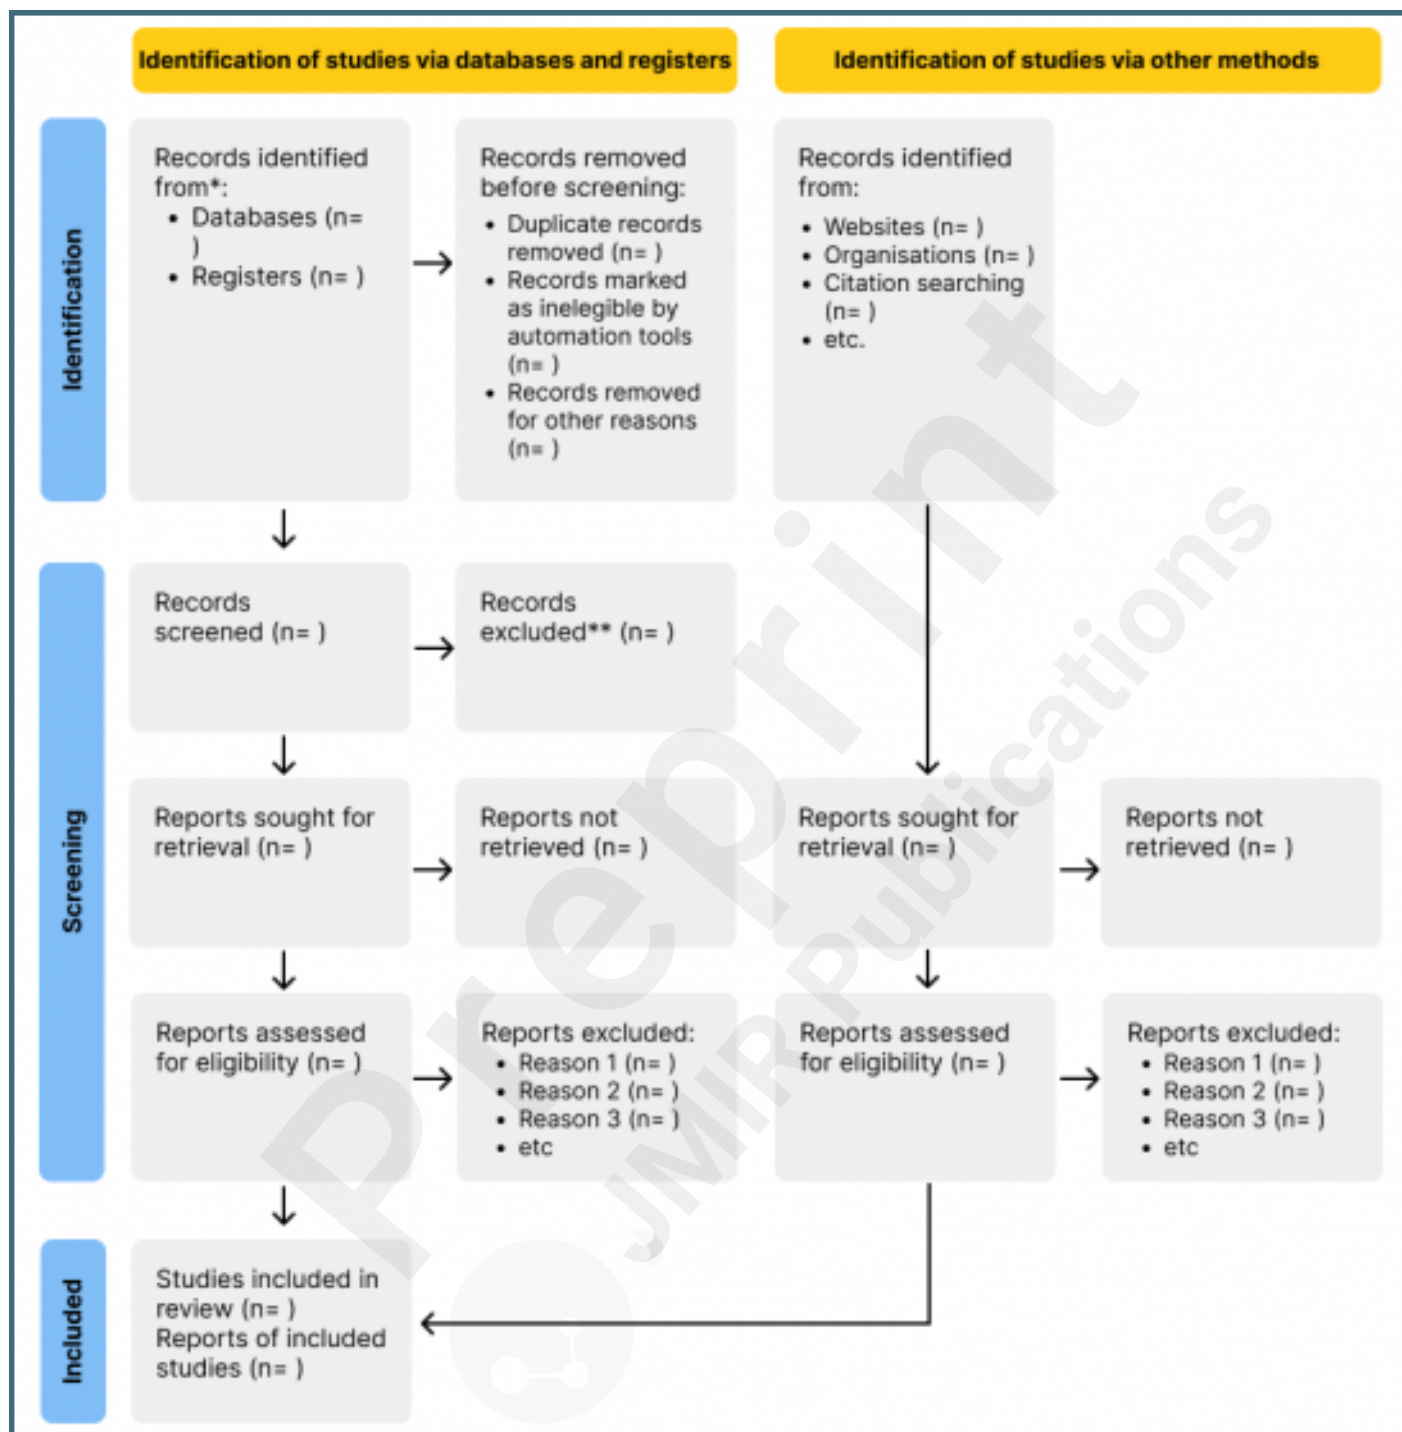 Identification of studies via databases and registers
Identification of studies via other methods
Identification
Records identified
from*:
• Databases (n=
)
• Registers (n= )
Records removed
before screening:
• Duplicate records
removed (n= )
• Records marked
as inelegible by
automation tools
(n= )
• Records removed
for other reasons
(n= )
Records identified
from:
• Websites (n= )
• Organisations (n= )
• Citation searching
(n= )
• etc.
Screening
Records
screened (n= )
Records
excluded** (n= )
Reports sought for
retrieval (n= )
Reports not
retrieved (n= )
Reports sought for
retrieval (n= )
Reports not
retrieved (n= )
Reports assessed
for eligibility (n= )
Reports excluded:
• Reason 1 (n= )
• Reason 2 (n= )
• Reason 3 (n= )
• etc
Reports assessed
for eligibility (n= )
Reports excluded:
• Reason 1 (n= )
• Reason 2 (n= )
• Reason 3 (n= )
• etc
Included
Studies included in
review (n= )
Reports of included
studies (n= )
Preprint
JMIR Publications